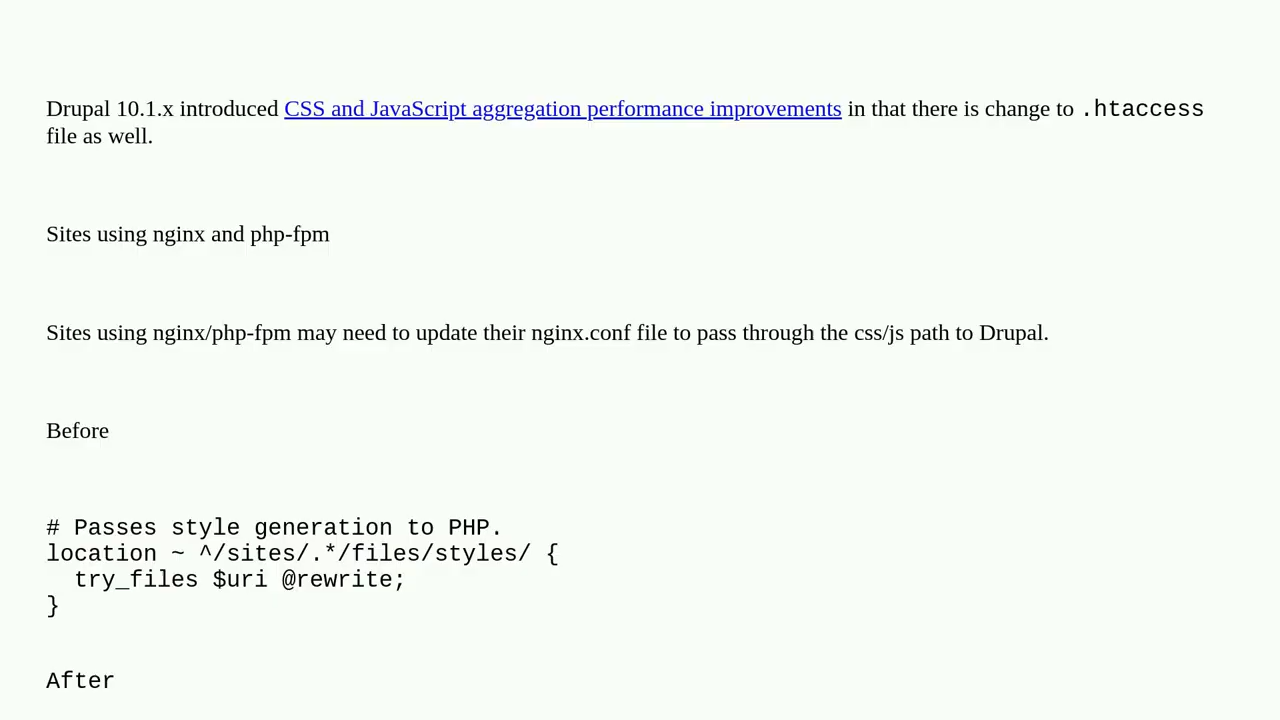 Drupal 10.1.x introduced CSS and JavaScript aggregation performance improvements in that there is change to .htaccess
file as well.
Sites using nginx and php-fpm
Sites using nginx/php-fpm may need to update their nginx.conf file to pass through the css/js path to Drupal.
Before
# Passes style generation to PHP.
location ~ ^/sites/.*/files/styles/ {
  try_files $uri @rewrite;
}
After